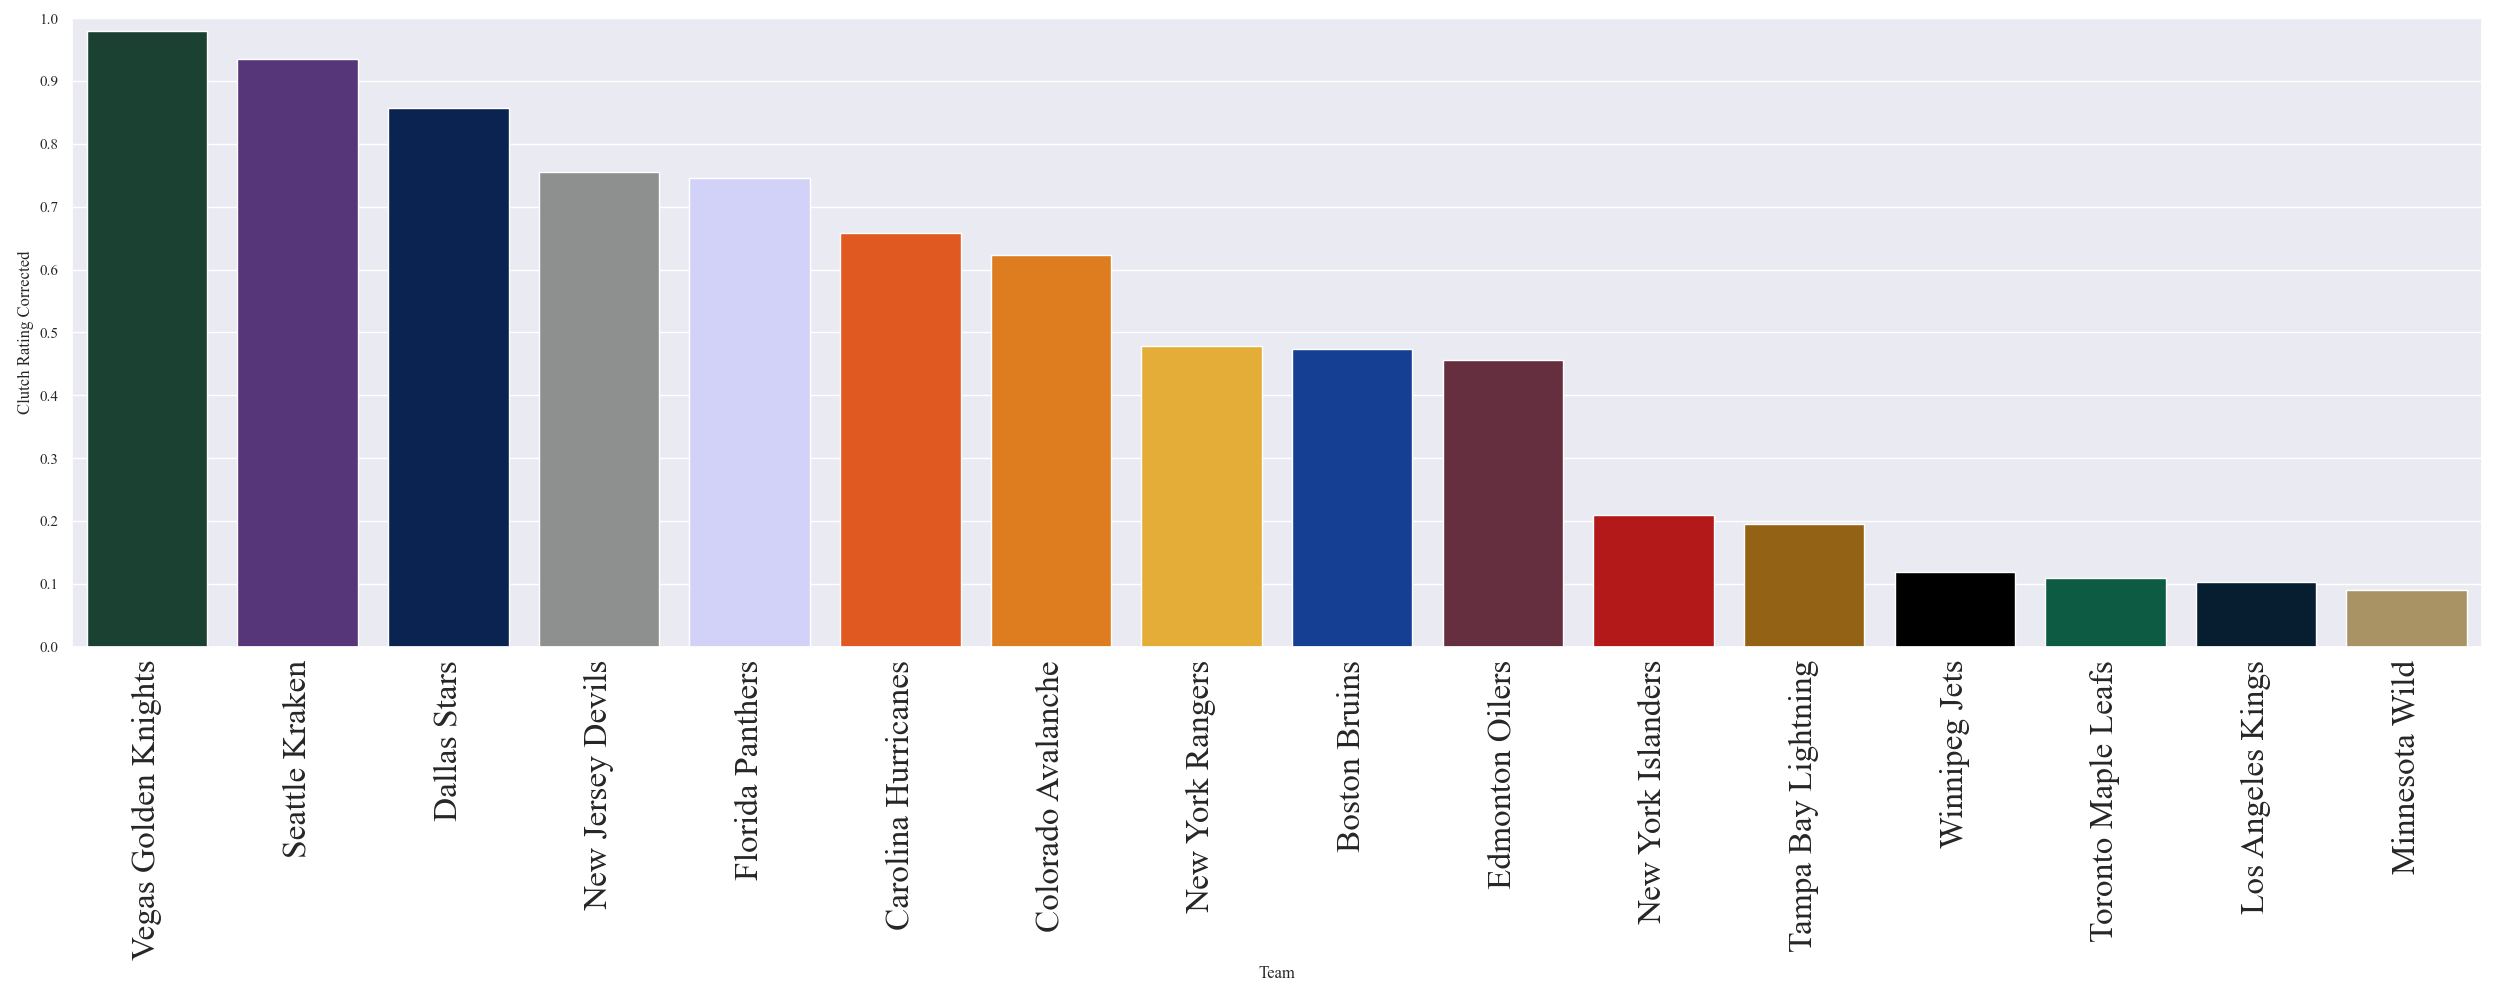 1.0
0.9
0.8
0.7
0.6
0.5
0.4
0.3
0.2
0.1
0.0
Clutch Rating Corrected
Vegas Golden Knights
Seattle Kraken
Dallas Stars
New Jersey Devils
Florida Panthers
Carolina Hurricanes
Colorado Avalanche
New York Rangers
Boston Bruins
Edmonton Oilers
New York Islanders
Tampa Bay Lightning
Winnipeg Jets
Toronto Maple Leafs
Los Angeles Kings
Minnesota Wild
Team